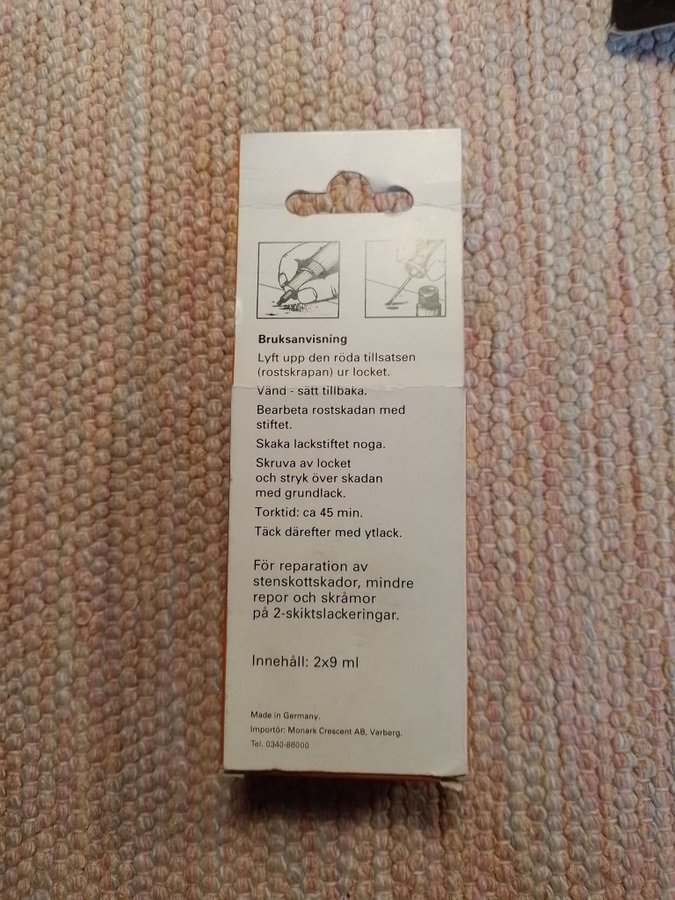 Bruksanvisning
Lyft upp den röda tillsatsen
(rostskrapan) ur locket.
Vänd - sätt tillbaka.
Bearbeta rostskadan med
stiftet.
Skaka lackstiftet noga.
Skruva av locket
och stryk över skadan
med grundlack.
Torktid: ca 45 min.
Täck därefter med ytlack.
För reparation av
stenskottskador, mindre
repor och skråmor
på 2-skiktslackeringar.
Innehåll: 2x9 ml
Made in Germany.
Importör: Monark Crescent AB, Varberg.
Tel. 0340-86000